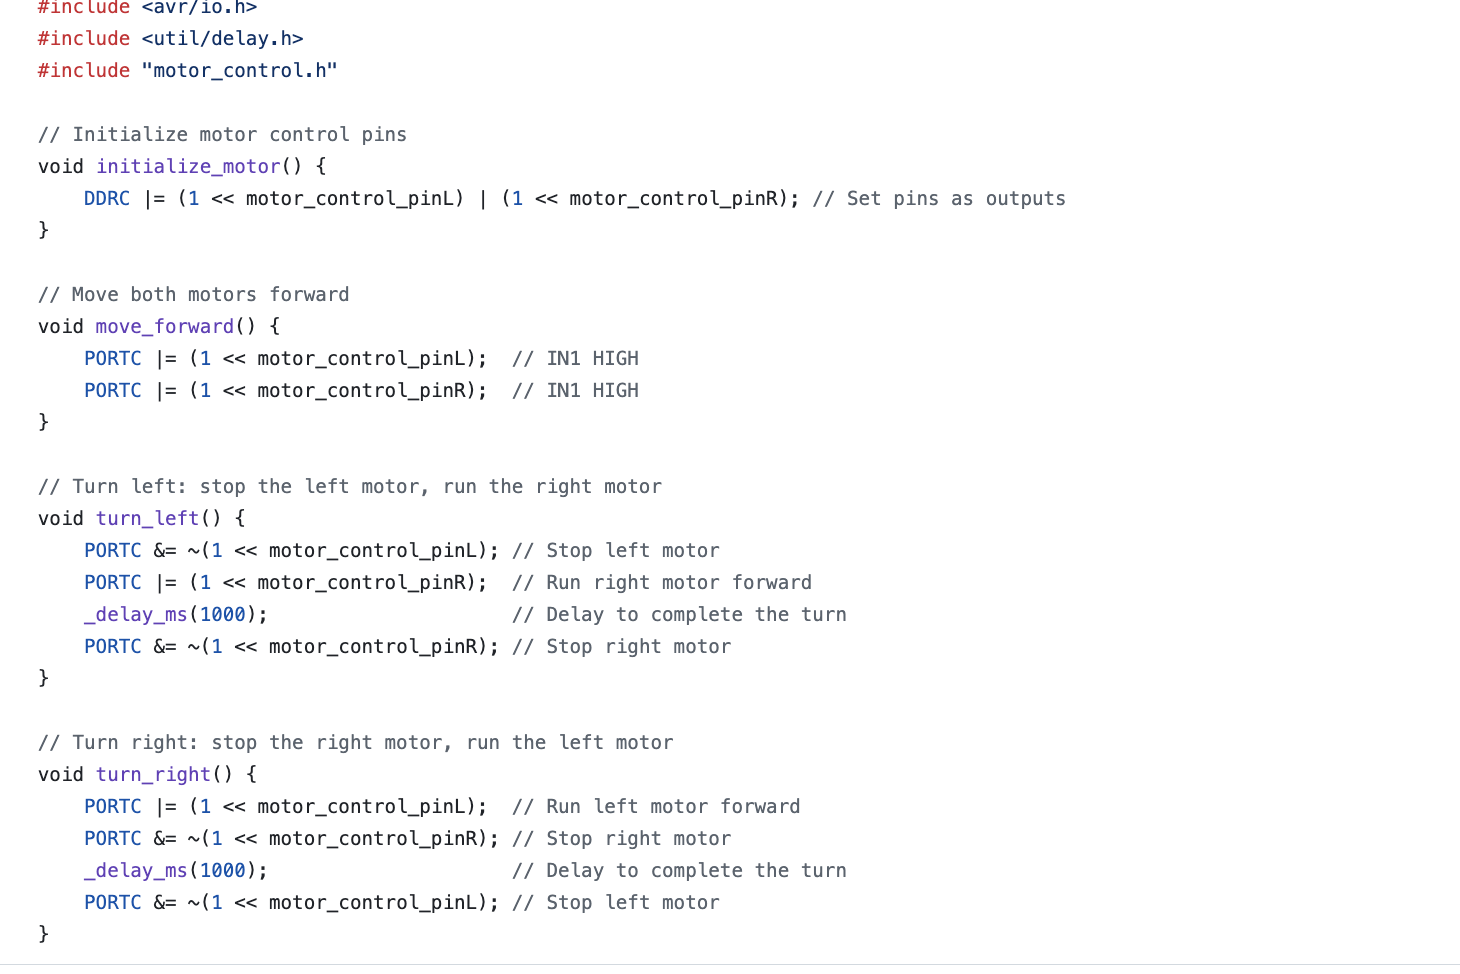 #include <avr/io.h>
#include <util/delay.h>
#include "motor_control.h"

// Initialize motor control pins
void initialize_motor() {
    DDRC |= (1 << motor_control_pinL) | (1 << motor_control_pinR); // Set pins as outputs
}

// Move both motors forward
void move_forward() {
    PORTC |= (1 << motor_control_pinL);  // IN1 HIGH
    PORTC |= (1 << motor_control_pinR);  // IN1 HIGH
}

// Turn left: stop the left motor, run the right motor
void turn_left() {
    PORTC &= ~(1 << motor_control_pinL); // Stop left motor
    PORTC |= (1 << motor_control_pinR);  // Run right motor forward
    _delay_ms(1000);                     // Delay to complete the turn
    PORTC &= ~(1 << motor_control_pinR); // Stop right motor
}

// Turn right: stop the right motor, run the left motor
void turn_right() {
    PORTC |= (1 << motor_control_pinL);  // Run left motor forward
    PORTC &= ~(1 << motor_control_pinR); // Stop right motor
    _delay_ms(1000);                     // Delay to complete the turn
    PORTC &= ~(1 << motor_control_pinL); // Stop left motor
}